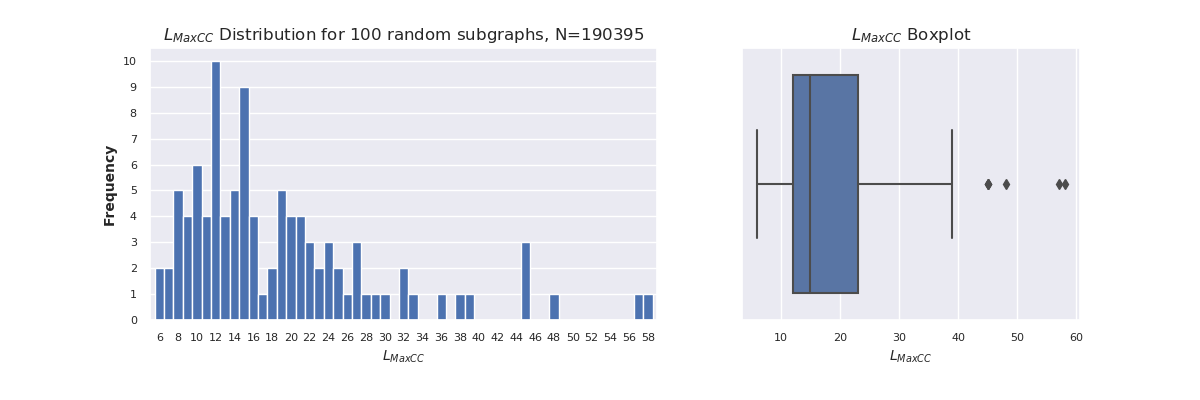 L_MaxCC Distribution for 100 random subgraphs, N=190395
10
9
8
7
6
5
4
3
2
1
0
Frequency
6 8 10 12 14 16 18 20 22 24 26 28 30 32 34 36 38 40 42 44 46 48 50 52 54 56 58
L_MaxCC
L_MaxCC Boxplot
10 20 30 40 50 60
L_MaxCC